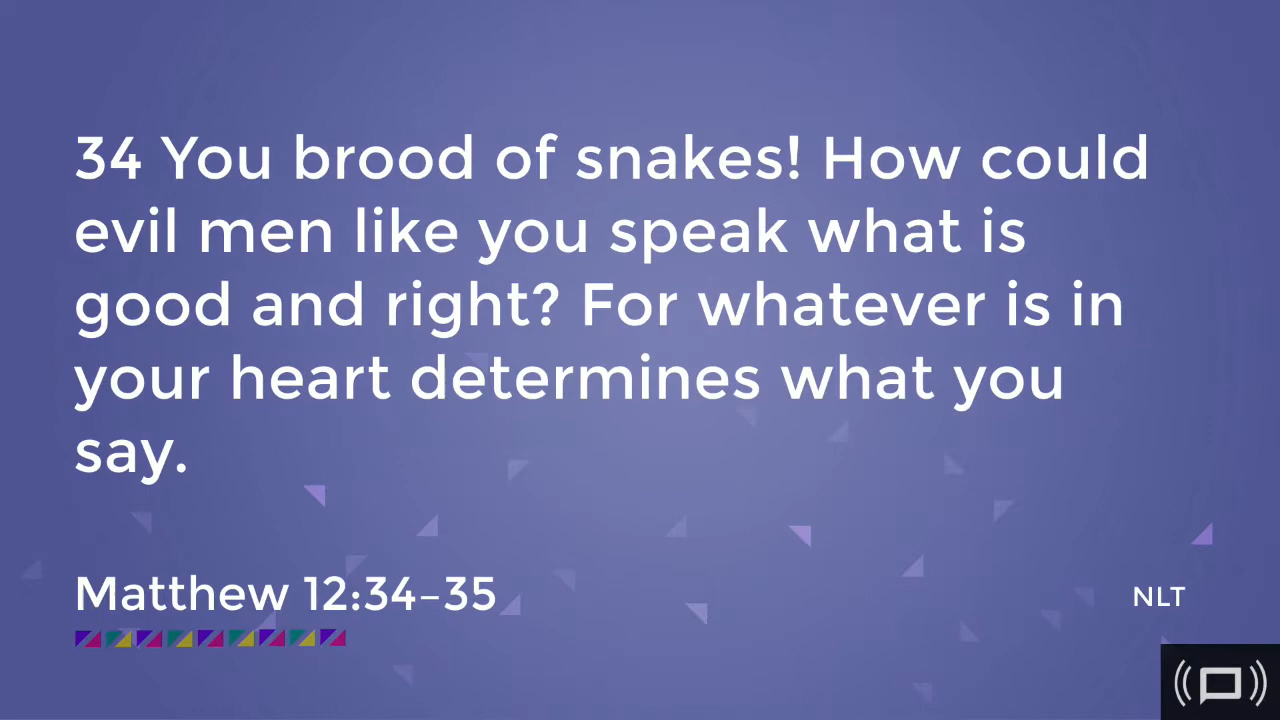 34 You brood of snakes! How could
evil men like you speak what is
good and right? For whatever is in
your heart determines what you
say.
Matthew 12:34–35
NLT